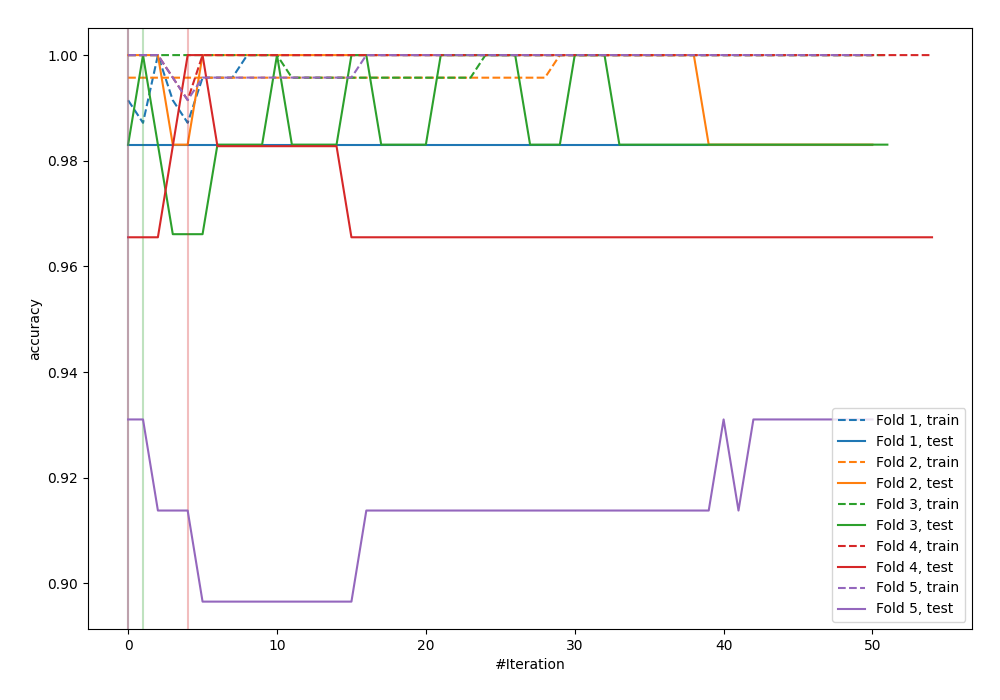 1.00
0.98
0.96
0.94
0.92
0.90
accuracy
0
10
20
30
40
50
#Iteration
Fold 1, train
Fold 1, test
Fold 2, train
Fold 2, test
Fold 3, train
Fold 3, test
Fold 4, train
Fold 4, test
Fold 5, train
Fold 5, test